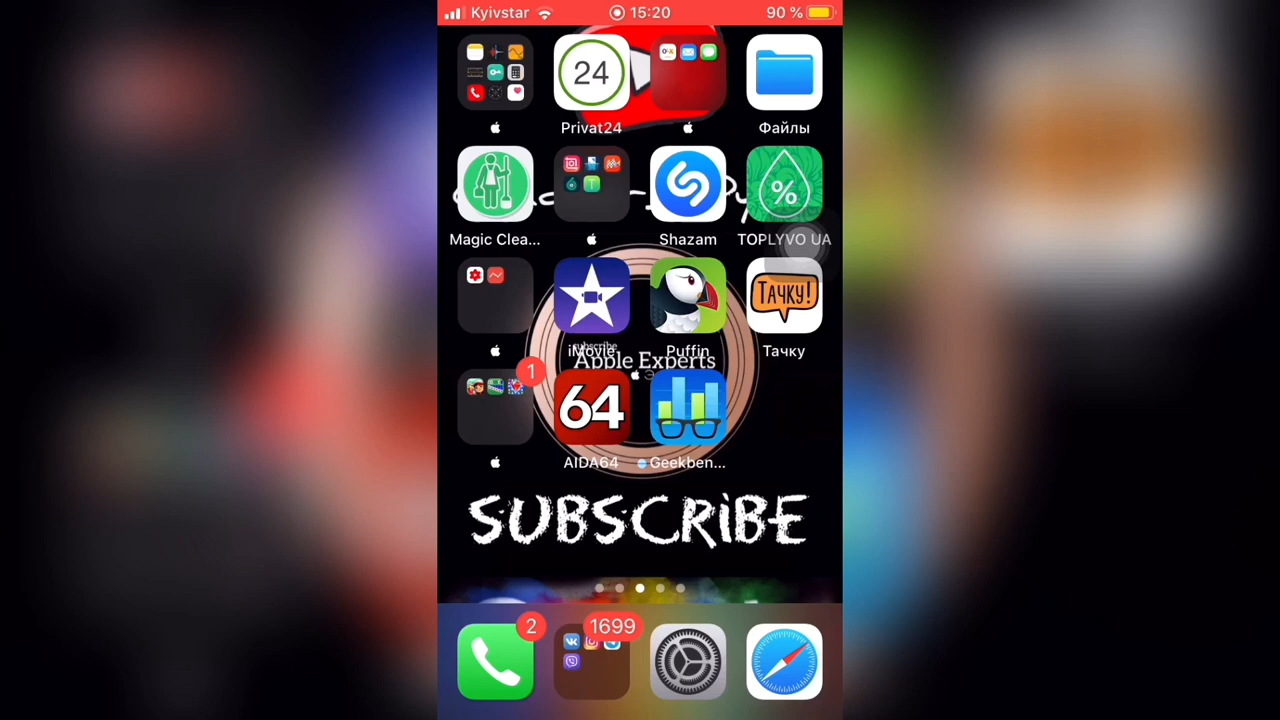 Kyivstar 15:20 90 %
24
Privat24 Файлы
%
Magic Clea... Shazam TOPLYVO UA
ТАЧКУ!
iMovie Puffin Тачку
subscribe
Apple Experts
1
64
AIDA64 Geekben...
SUBSCRiBE
2 1699